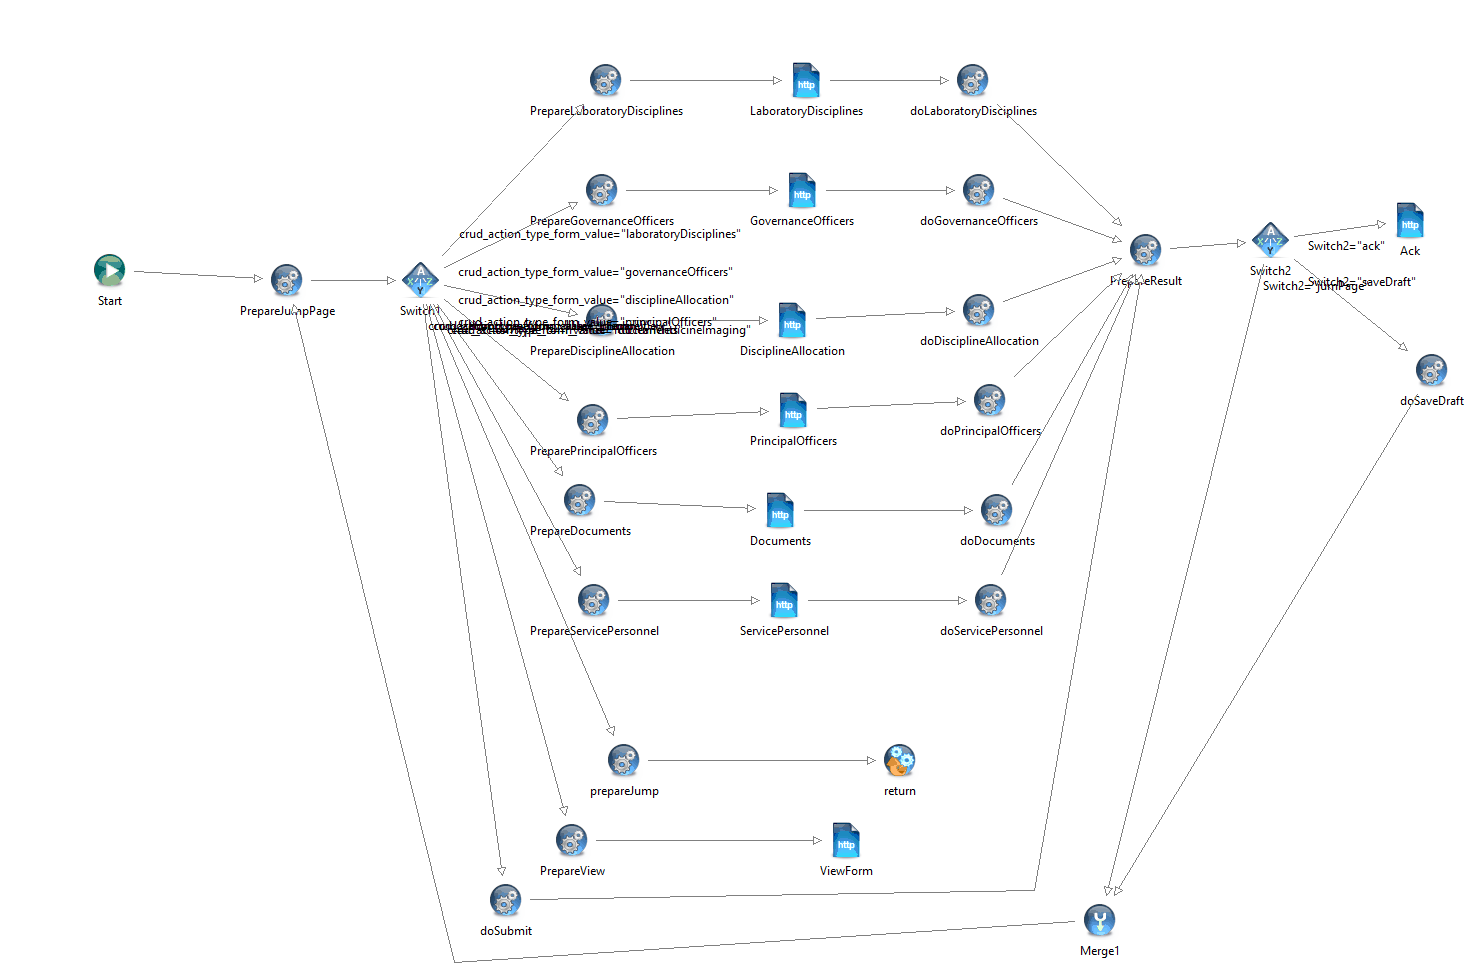 http
PrepareLaboratoryDisciplines
LaboratoryDisciplines
doLaboratoryDisciplines
http
PrepareGovernanceOfficers
GovernanceOfficers
doGovernanceOfficers
crud_action_type_form_value="laboratoryDisciplines"
http
A
XYZ
Y
Switch2="ack"
Ack
Start
PrepareJumpPage
A
XYZ
Y
Switch1
crud_action_type_form_value="governanceOfficers"
PrepareResult
Switch2
Switch2="saveDraft"
Switch2="jumpPage"
crud_action_type_form_value="disciplineAllocation"
crud_action_type_form_value="principalOfficers"
http
PrepareDisciplineAllocation
DisciplineAllocation
doDisciplineAllocation
doSaveDraft
http
PreparePrincipalOfficers
PrincipalOfficers
doPrincipalOfficers
http
PrepareDocuments
Documents
doDocuments
http
PrepareServicePersonnel
ServicePersonnel
doServicePersonnel
prepareJump
return
http
PrepareView
ViewForm
doSubmit
Merge1